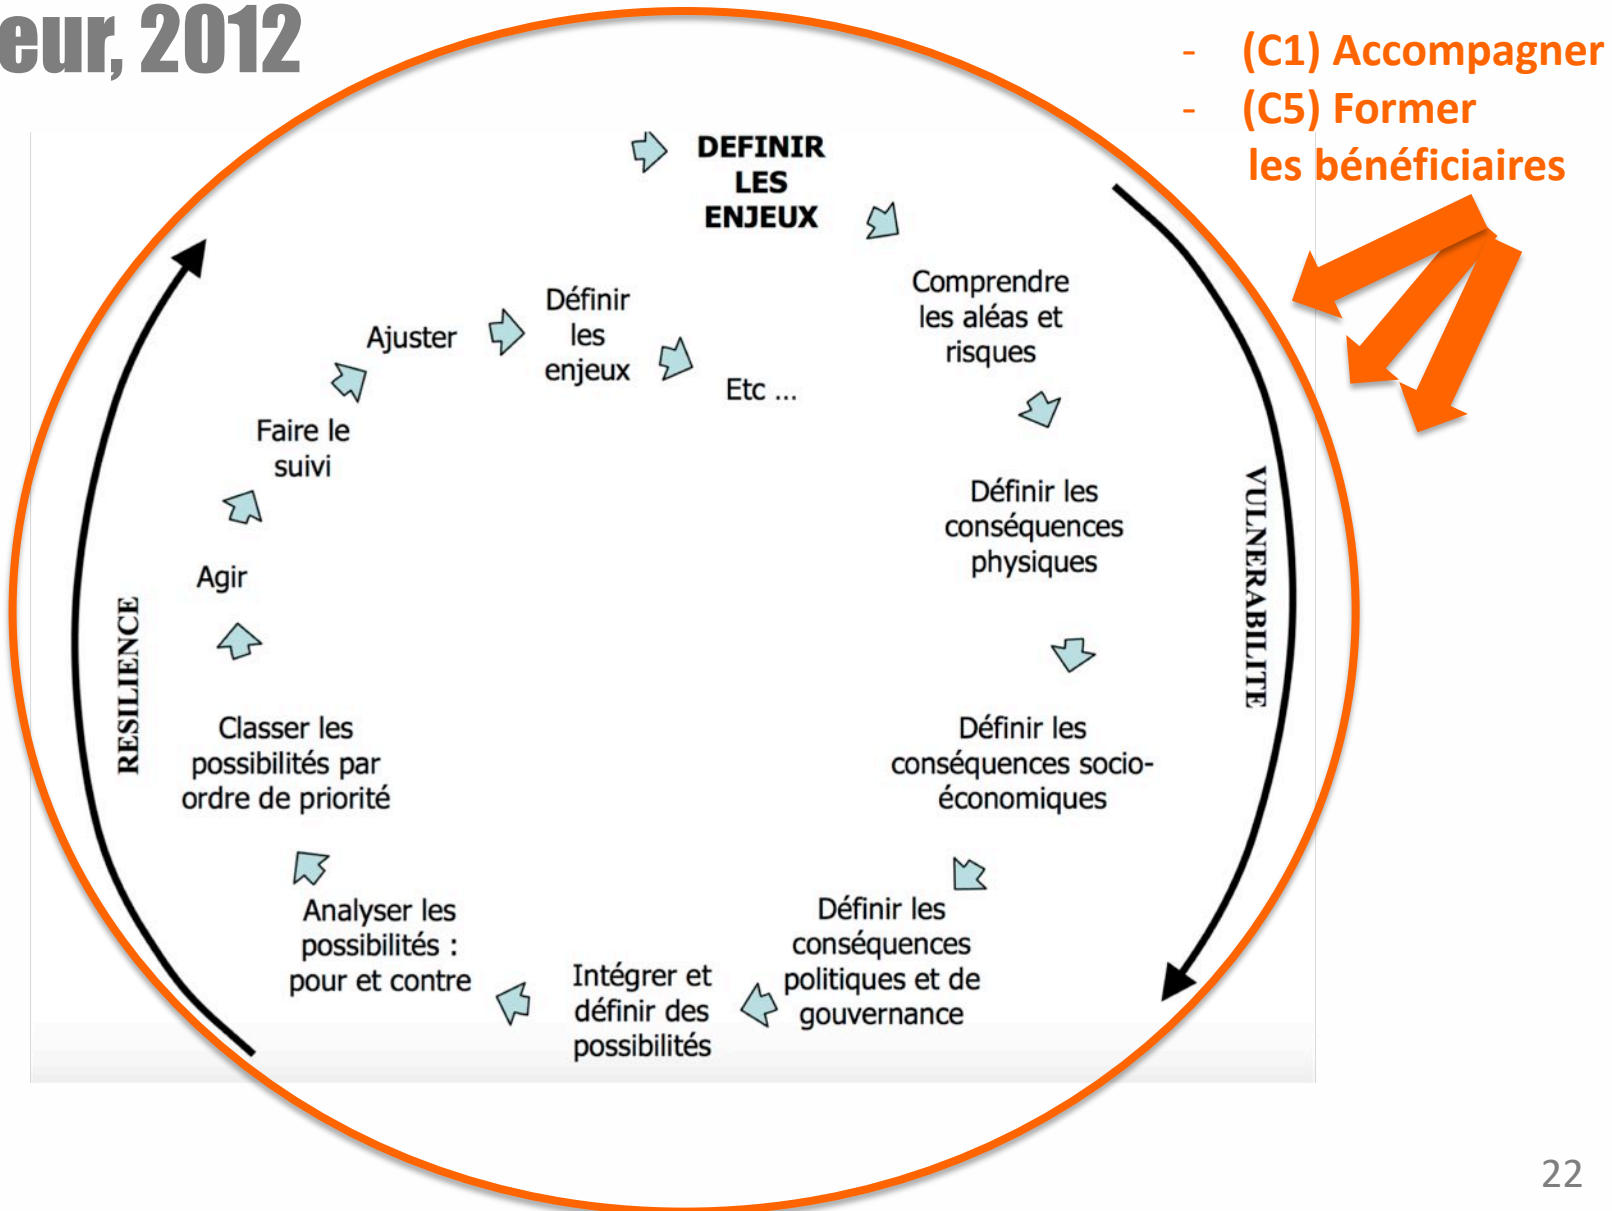 eur, 2012
- (C1) Accompagner
- (C5) Former
les bénéficiaires
DEFINIR
LES
ENJEUX
Comprendre
les aléas et
risques
Définir les
conséquences
physiques
Définir les
conséquences socio-
économiques
Définir les
conséquences
politiques et de
gouvernance
Intégrer et
définir des
possibilités
Analyser les
possibilités :
pour et contre
Classer les
possibilités par
ordre de priorité
Agir
Faire le
suivi
Ajuster
Définir
les
enjeux
Etc ...
VULNERABILITE
RESILIENCE
22